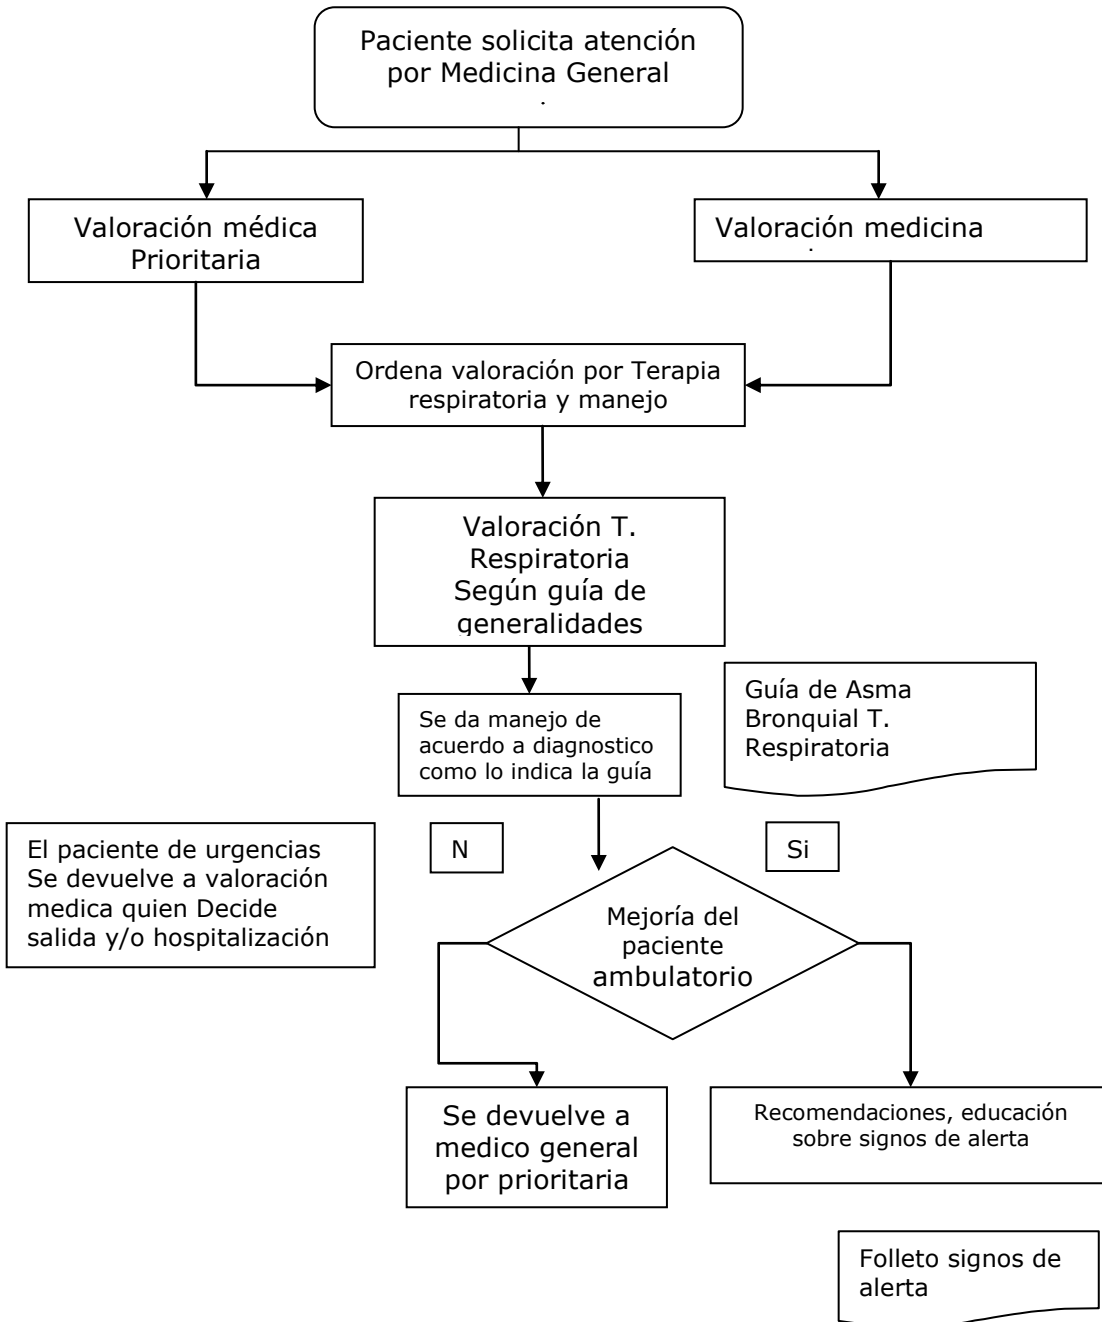 Paciente solicita atención
por Medicina General
Valoración médica
Prioritaria
Valoración medicina
Ordena valoración por Terapia
respiratoria y manejo
Valoración T.
Respiratoria
Según guía de
generalidades
Se da manejo de
acuerdo a diagnostico
como lo indica la guía
Guía de Asma
Bronquial T.
Respiratoria
El paciente de urgencias
Se devuelve a valoración
medica quien Decide
salida y/o hospitalización
N
Si
Mejoría del
paciente
ambulatorio
Se devuelve a
medico general
por prioritaria
Recomendaciones, educación
sobre signos de alerta
Folleto signos de
alerta